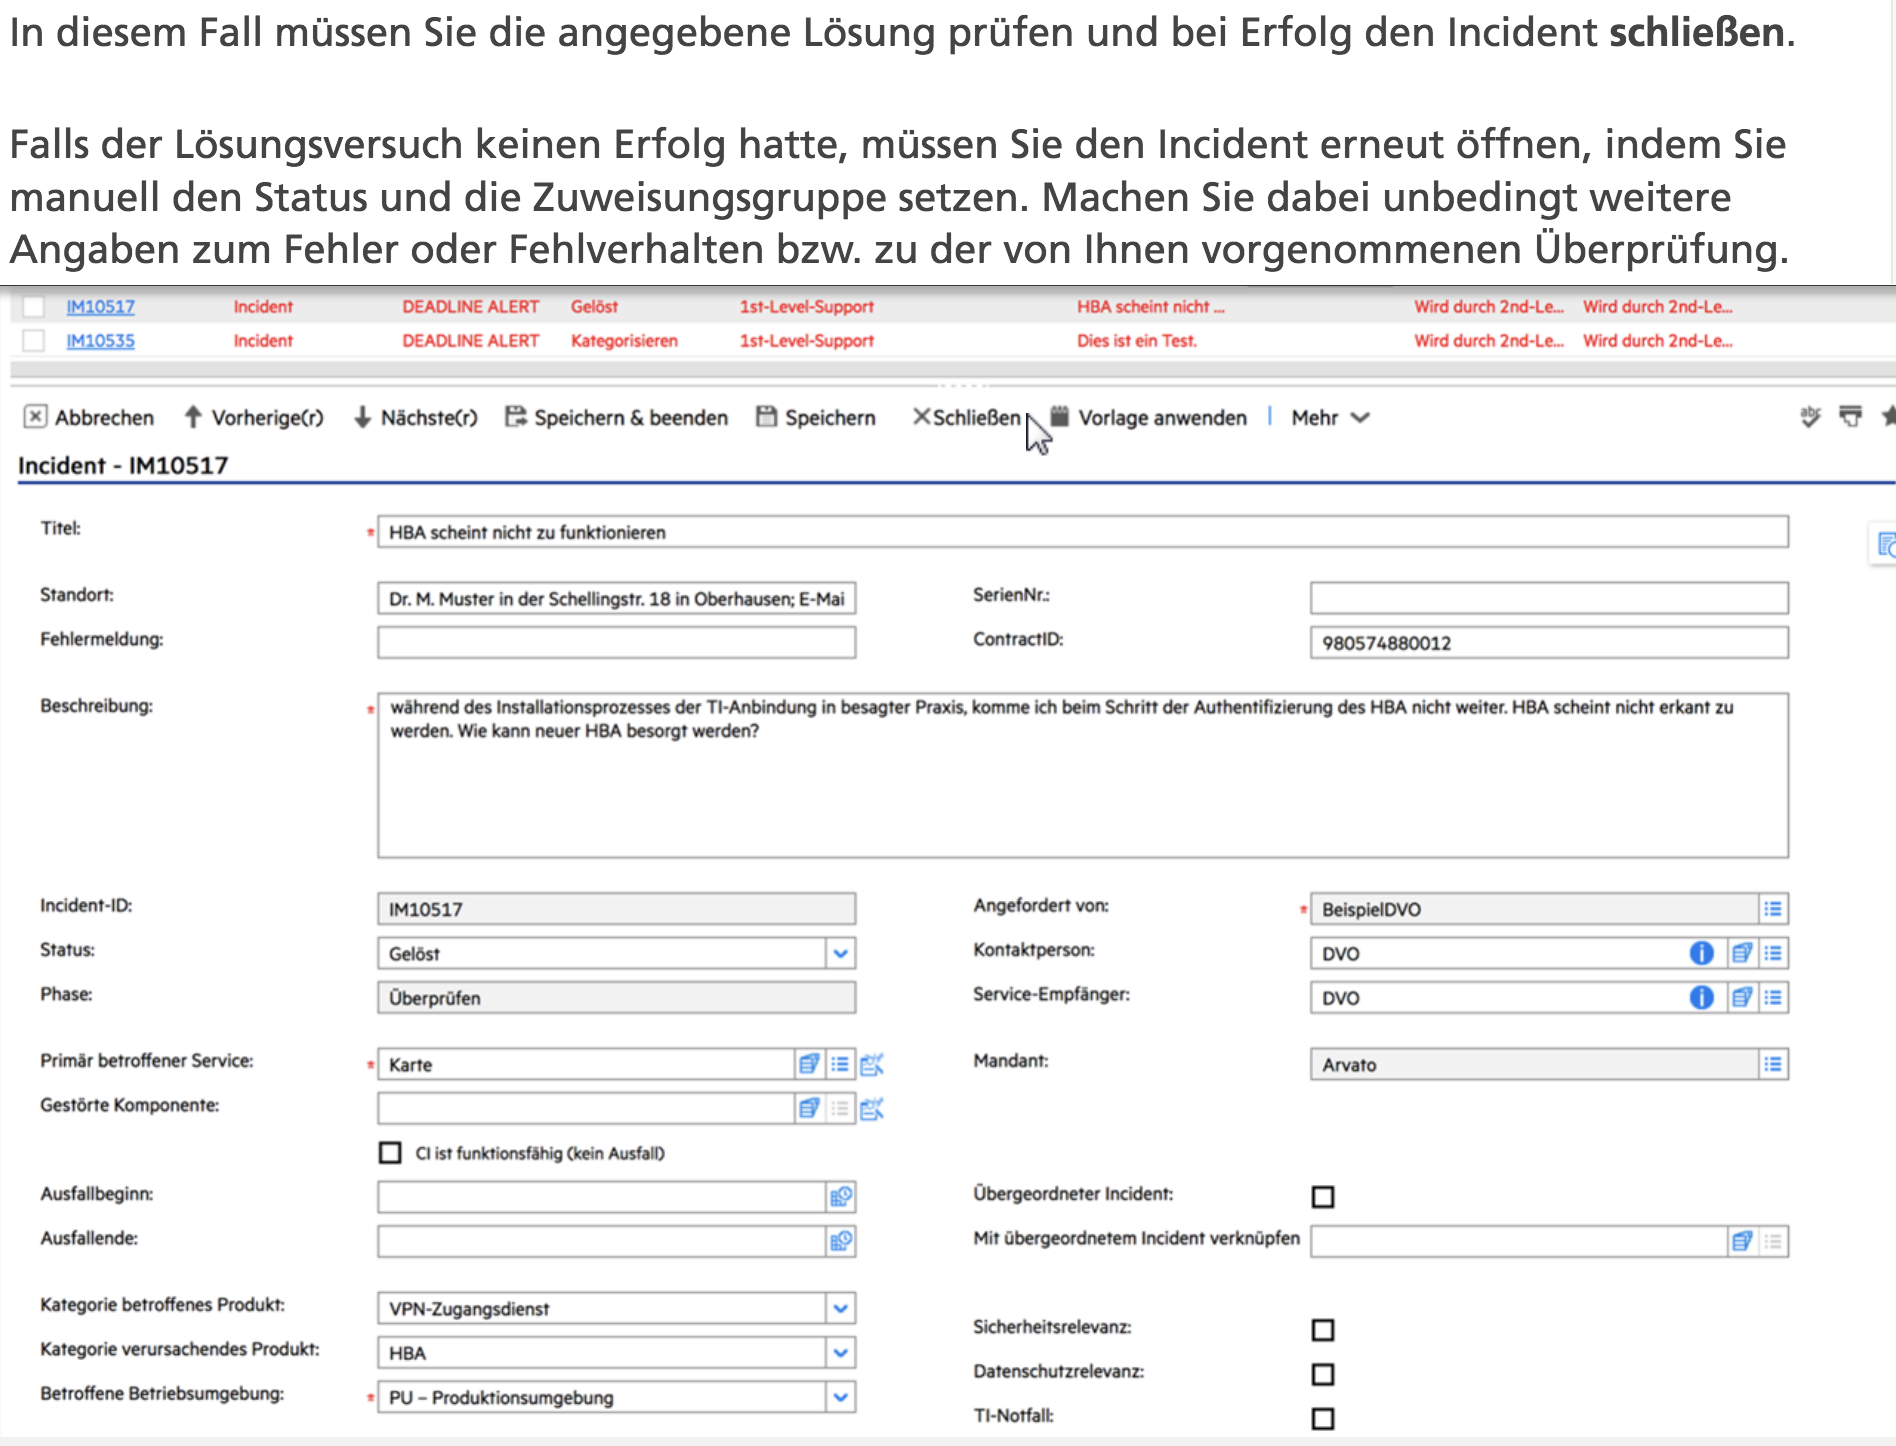 In diesem Fall müssen Sie die angegebene Lösung prüfen und bei Erfolg den Incident schließen.
Falls der Lösungsversuch keinen Erfolg hatte, müssen Sie den Incident erneut öffnen, indem Sie
manuell den Status und die Zuweisungsgruppe setzen. Machen Sie dabei unbedingt weitere
Angaben zum Fehler oder Fehlverhalten bzw. zu der von Ihnen vorgenommenen Überprüfung.
IM10517 Incident DEADLINE ALERT Gelöst 1st-Level-Support HBA scheint nicht ... Wird durch 2nd-Le... Wird durch 2nd-Le...
IM10535 Incident DEADLINE ALERT Kategorisieren 1st-Level-Support Dies ist ein Test. Wird durch 2nd-Le... Wird durch 2nd-Le...
Abbrechen Vorherige(r) Nächste(r) Speichern & beenden Speichern Schließen Vorlage anwenden Mehr abc
Incident - IM10517
Titel: * HBA scheint nicht zu funktionieren
Standort: Dr. M. Muster in der Schellingstr. 18 in Oberhausen; E-Mai SerienNr.:
Fehlermeldung: ContractID: 980574880012
Beschreibung: * während des Installationsprozesses der TI-Anbindung in besagter Praxis, komme ich beim Schritt der Authentifizierung des HBA nicht weiter. HBA scheint nicht erkant zu
werden. Wie kann neuer HBA besorgt werden?
Incident-ID: IM10517 Angefordert von: * BeispielDVO
Status: Gelöst Kontaktperson: DVO
Phase: Überprüfen Service-Empfänger: DVO
Primär betroffener Service: * Karte Mandant: Arvato
Gestörte Komponente:
CI ist funktionsfähig (kein Ausfall)
Ausfallbeginn: Übergeordneter Incident:
Ausfallende: Mit übergeordnetem Incident verknüpfen
Kategorie betroffenes Produkt: VPN-Zugangsdienst
Sicherheitsrelevanz:
Kategorie verursachendes Produkt: HBA
Datenschutzrelevanz:
Betroffene Betriebsumgebung: * PU – Produktionsumgebung
TI-Notfall: